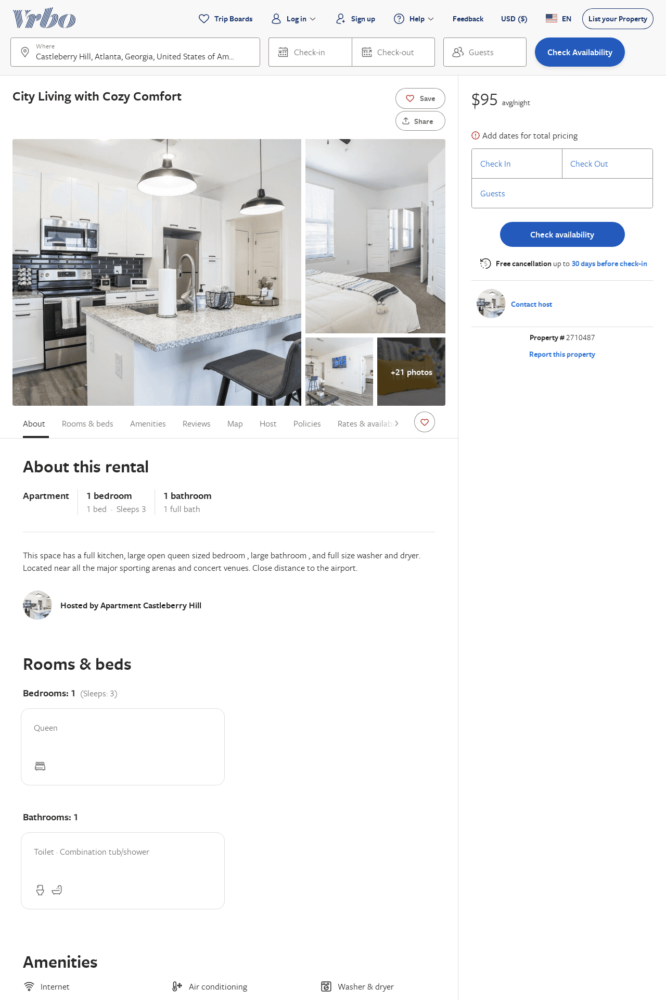 Vrbo
Trip Boards
Log in
Sign up
Help
Feedback
USD ($)
EN
List your Property
Where
Castleberry Hill, Atlanta, Georgia, United States of Am...
Check-in
Check-out
Guests
Check Availability
City Living with Cozy Comfort
Save
Share
+21 photos
$95 avg/night
Add dates for total pricing
Check In
Check Out
Guests
Check availability
Free cancellation up to 30 days before check-in
Contact host
Property # 2710487
Report this property
About
Rooms & beds
Amenities
Reviews
Map
Host
Policies
Rates & availabi
About this rental
Apartment
1 bedroom
1 bed · Sleeps 3
1 bathroom
1 full bath
This space has a full kitchen, large open queen sized bedroom , large bathroom , and full size washer and dryer.
Located near all the major sporting arenas and concert venues. Close distance to the airport.
Hosted by Apartment Castleberry Hill
Rooms & beds
Bedrooms: 1 (Sleeps: 3)
Queen
Bathrooms: 1
Toilet · Combination tub/shower
Amenities
Internet
Air conditioning
Washer & dryer